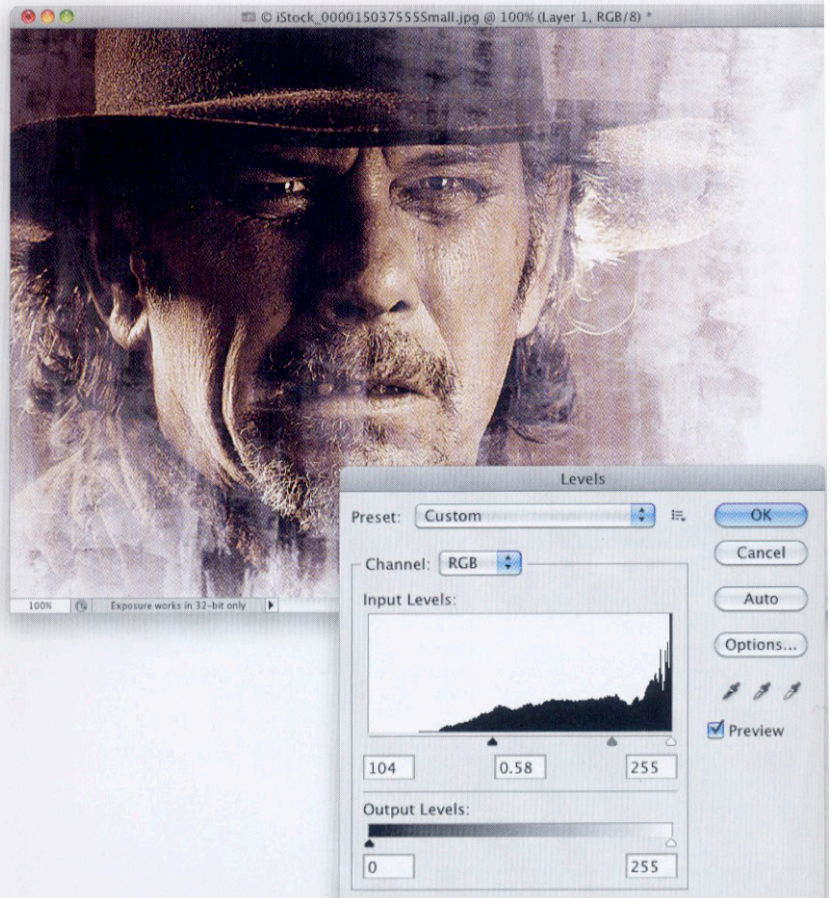 © iStock_000015037555Small.jpg @ 100% (Layer 1, RGB/8) *
100%
Exposure works in 32-bit only
Levels
Preset: Custom
OK
Cancel
Channel: RGB
Auto
Input Levels:
Options...
Preview
104 0.58 255
Output Levels:
0 255